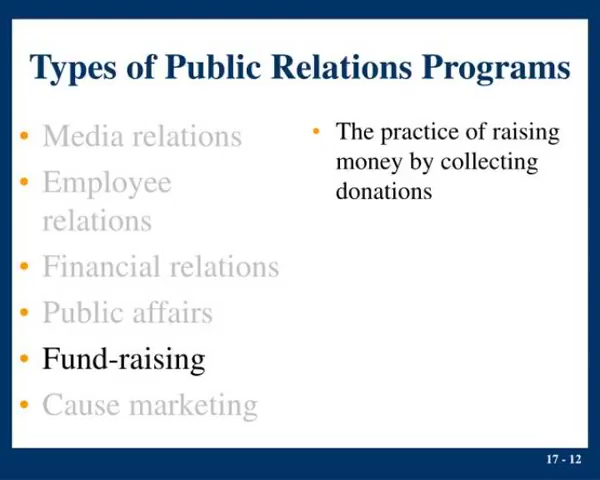 Types of Public Relations Programs
• Media relations
• Employee
relations
• Financial relations
• Public affairs
• Fund-raising
• Cause marketing
• The practice of raising
money by collecting
donations
17 - 12